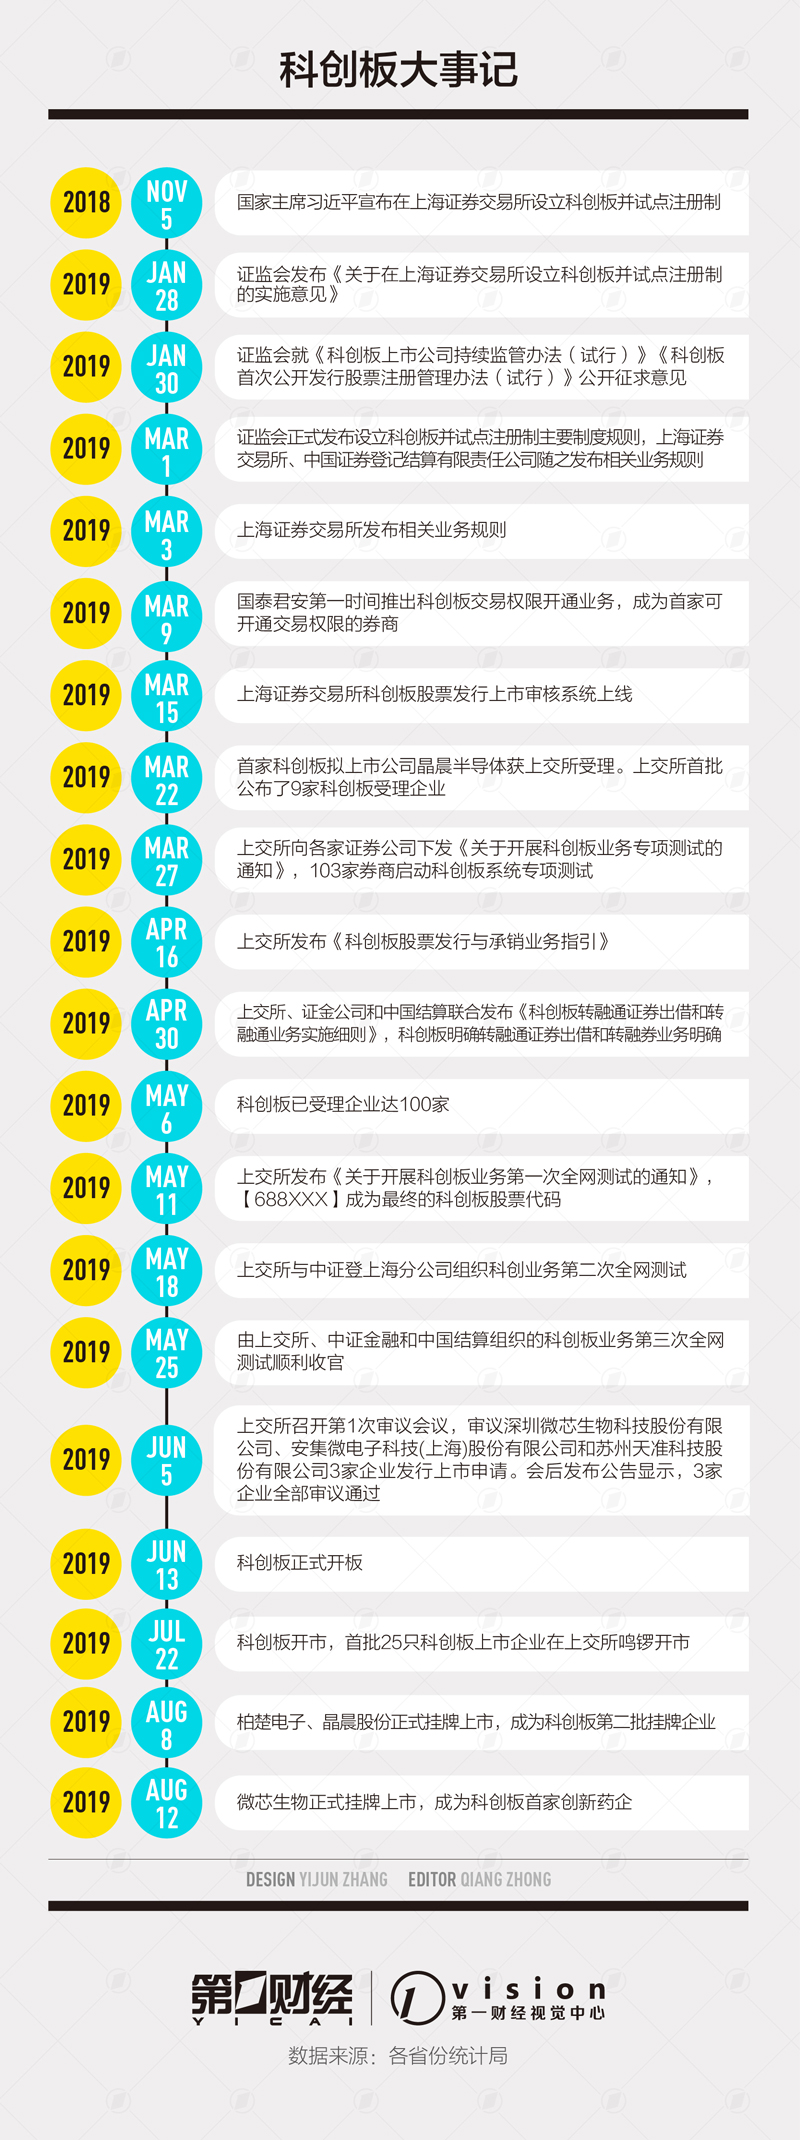 科创板大事记
2018
NOV
5
国家主席习近平宣布在上海证券交易所设立科创板并试点注册制
2019
JAN
28
证监会发布《关于在上海证券交易所设立科创板并试点注册制
的实施意见》
2019
JAN
30
证监会就《科创板上市公司持续监管办法（试行）》《科创板
首次公开发行股票注册管理办法（试行）》公开征求意见
2019
MAR
1
证监会正式发布设立科创板并试点注册制主要制度规则，上海证券
交易所、中国证券登记结算有限责任公司随之发布相关业务规则
2019
MAR
3
上海证券交易所发布相关业务规则
2019
MAR
9
国泰君安第一时间推出科创板交易权限开通业务，成为首家可
开通交易权限的券商
2019
MAR
15
上海证券交易所科创板股票发行上市审核系统上线
2019
MAR
22
首家科创板拟上市公司晶晨半导体获上交所受理。上交所首批
公布了9家科创板受理企业
2019
MAR
27
上交所向各家证券公司下发《关于开展科创板业务专项测试的
通知》，103家券商启动科创板系统专项测试
2019
APR
16
上交所发布《科创板股票发行与承销业务指引》
2019
APR
30
上交所、证金公司和中国结算联合发布《科创板转融通证券出借和转
融通业务实施细则》，科创板明确转融通证券出借和转融券业务明确
2019
MAY
6
科创板已受理企业达100家
2019
MAY
11
上交所发布《关于开展科创板业务第一次全网测试的通知》，
【688XXX】成为最终的科创板股票代码
2019
MAY
18
上交所与中证登上海分公司组织科创业务第二次全网测试
2019
MAY
25
由上交所、中证金融和中国结算组织的科创板业务第三次全网
测试顺利收官
2019
JUN
5
上交所召开第1次审议会议，审议深圳微芯生物科技股份有限
公司、安集微电子科技(上海)股份有限公司和苏州天准科技股
份有限公司3家企业发行上市申请。会后发布公告显示，3家
企业全部审议通过
2019
JUN
13
科创板正式开板
2019
JUL
22
科创板开市，首批25只科创板上市企业在上交所鸣锣开市
2019
AUG
8
柏楚电子、晶晨股份正式挂牌上市，成为科创板第二批挂牌企业
2019
AUG
12
微芯生物正式挂牌上市，成为科创板首家创新药企
DESIGN YIJUN ZHANG EDITOR QIANG ZHONG
第一财经
YICAI
vision
第一财经视觉中心
数据来源：各省份统计局